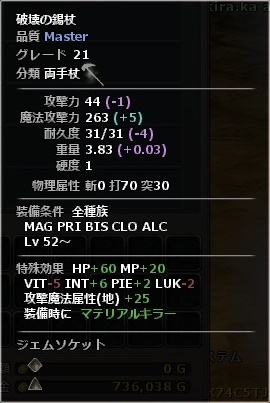 破壊の錫杖
品質 Master
グレード 21
分類 両手杖
攻撃力 44 (-1)
魔法攻撃力 263 (+5)
耐久度 31/31 (-4)
重量 3.83 (+0.03)
硬度 1
物理属性 斬0 打70 突30
装備条件 全種族
MAG PRI BIS CLO ALC
Lv 52～
特殊効果 HP+60 MP+20
VIT-5 INT+6 PIE+2 LUK-2
攻撃魔法属性(地) +25
装備時に マテリアルキラー
ジェムソケット
0 G
736,038 G